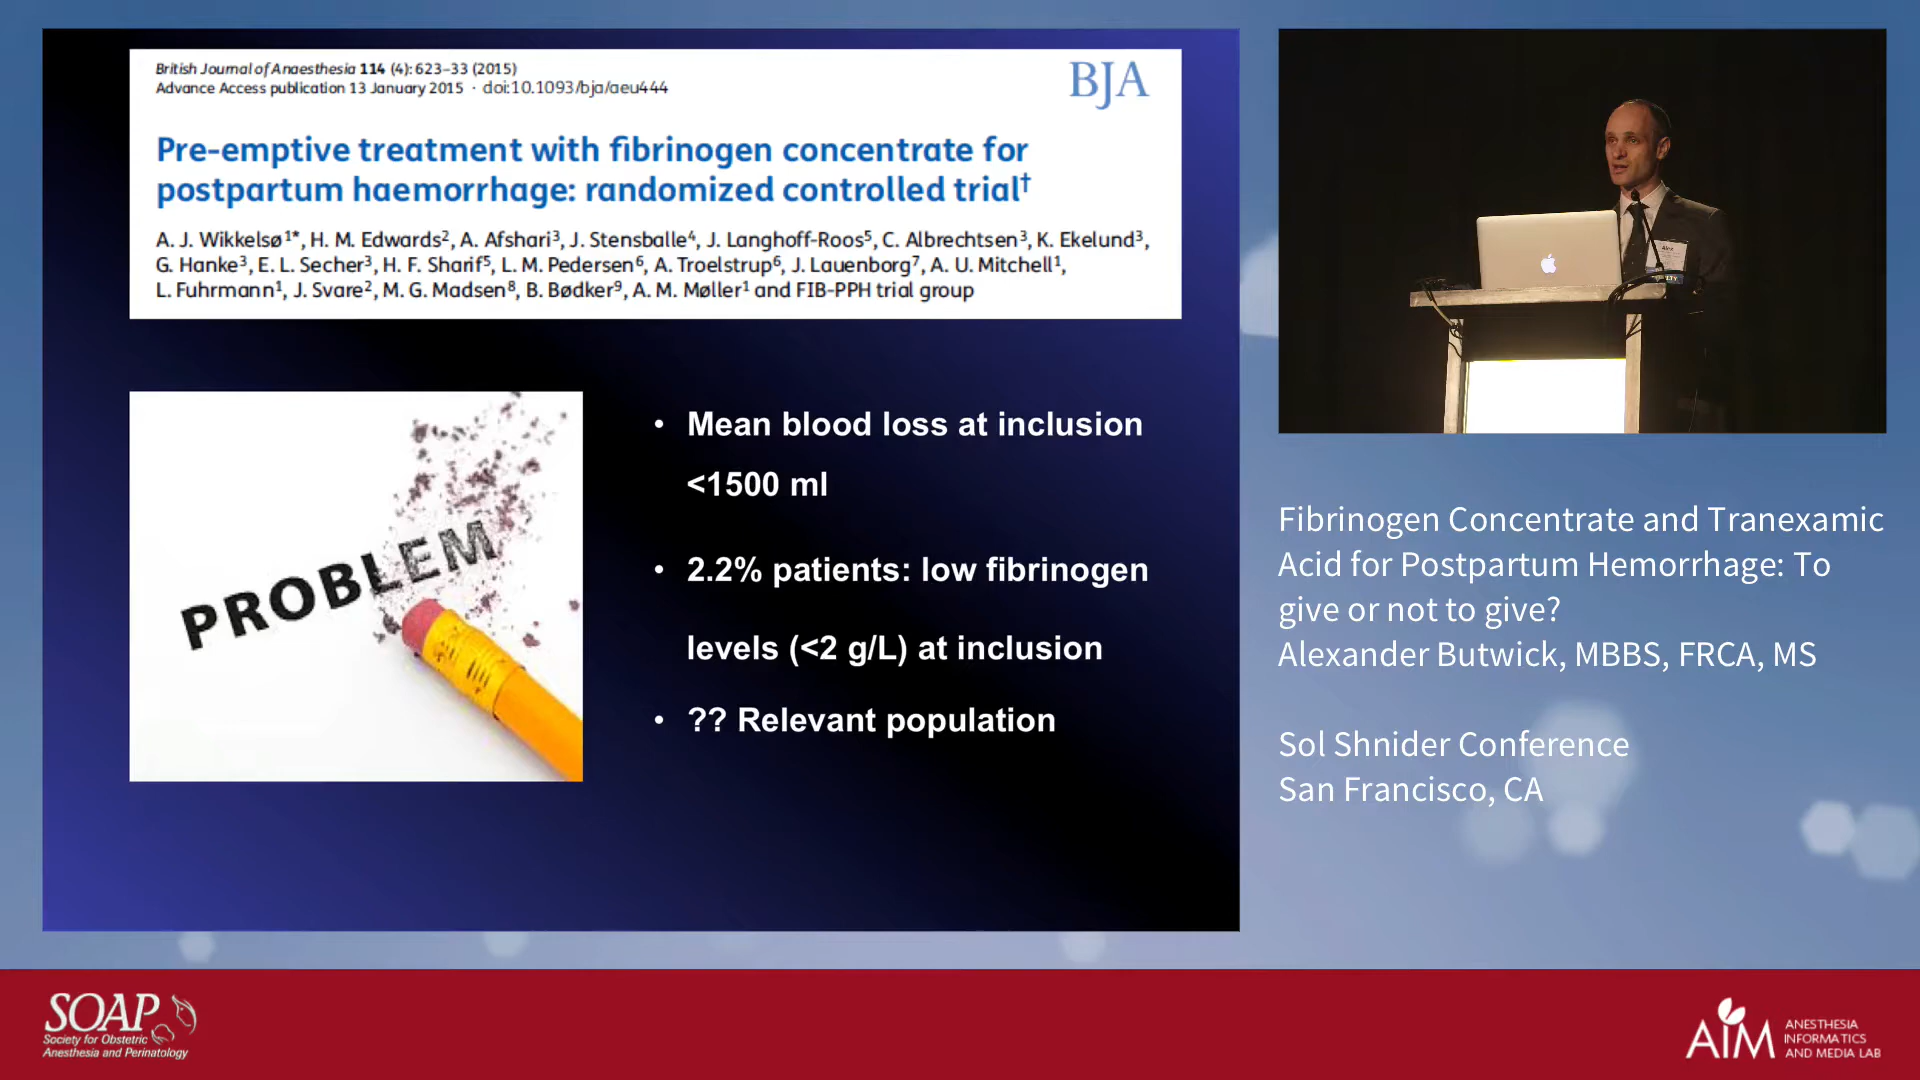 British Journal of Anaesthesia 114 (4): 623–33 (2015)
Advance Access publication 13 January 2015 · doi:10.1093/bja/aeu444
BJA
Pre-emptive treatment with fibrinogen concentrate for
postpartum haemorrhage: randomized controlled trial†
A. J. Wikkelsø1*, H. M. Edwards2, A. Afshari3, J. Stensballe4, J. Langhoff-Roos5, C. Albrechtsen3, K. Ekelund3,
G. Hanke3, E. L. Secher3, H. F. Sharif5, L. M. Pedersen6, A. Troelstrup6, J. Lauenborg7, A. U. Mitchell1,
L. Fuhrmann1, J. Svare2, M. G. Madsen8, B. Bødker9, A. M. Møller1 and FIB-PPH trial group
PROBLEM
• Mean blood loss at inclusion
<1500 ml
• 2.2% patients: low fibrinogen
levels (<2 g/L) at inclusion
• ?? Relevant population
Fibrinogen Concentrate and Tranexamic
Acid for Postpartum Hemorrhage: To
give or not to give?
Alexander Butwick, MBBS, FRCA, MS
Sol Shnider Conference
San Francisco, CA
SOAP
Society for Obstetric
Anesthesia and Perinatology
AIM
ANESTHESIA
INFORMATICS
AND MEDIA LAB